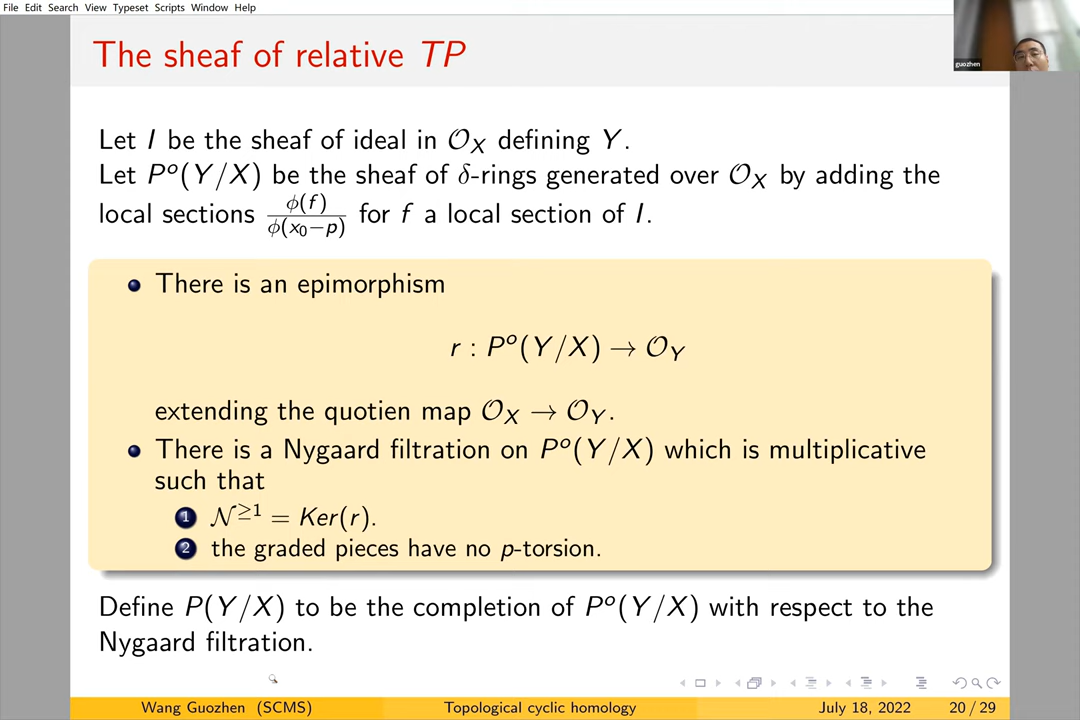 File Edit Search View Typeset Scripts Window Help
The sheaf of relative TP
guozhen
Let I be the sheaf of ideal in 𝒪_X defining Y.
Let P^o(Y/X) be the sheaf of δ-rings generated over 𝒪_X by adding the
local sections ϕ(f)/ϕ(x_0−p) for f a local section of I.
There is an epimorphism
r : P^o(Y/X) → 𝒪_Y
extending the quotien map 𝒪_X → 𝒪_Y.
There is a Nygaard filtration on P^o(Y/X) which is multiplicative
such that
1 𝒩^{≥1} = Ker(r).
2 the graded pieces have no p-torsion.
Define P(Y/X) to be the completion of P^o(Y/X) with respect to the
Nygaard filtration.
Wang Guozhen (SCMS) Topological cyclic homology July 18, 2022 20 / 29